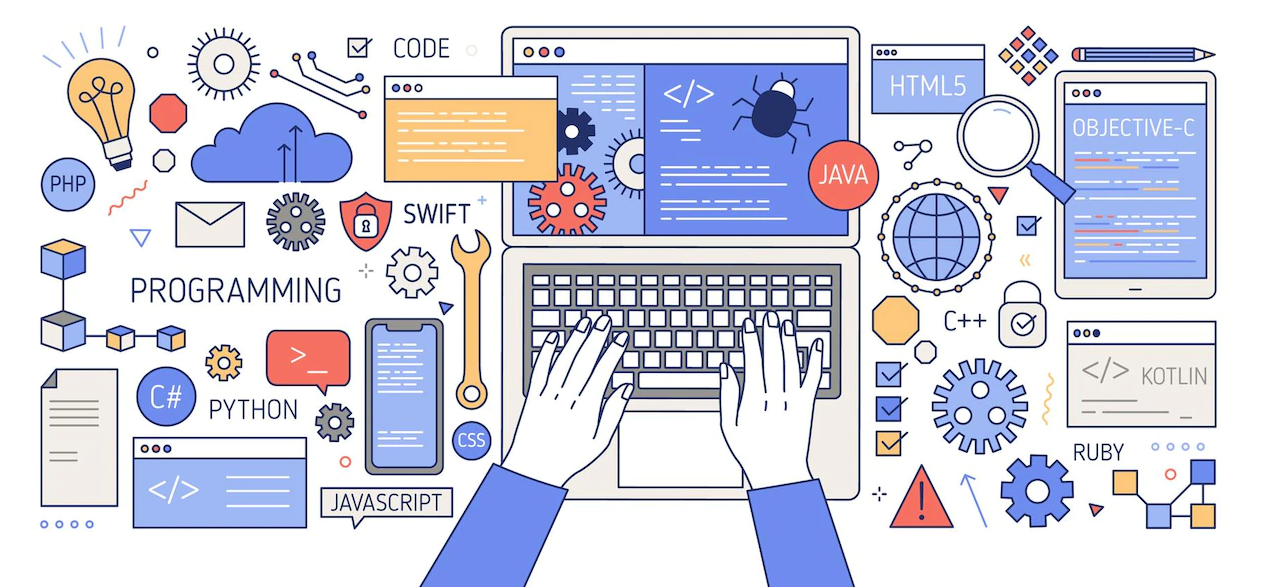 CODE
HTML5
OBJECTIVE-C
</>
PHP
JAVA
SWIFT
PROGRAMMING
C++
>_
</> KOTLIN
C#
PYTHON
CSS
RUBY
</>
JAVASCRIPT